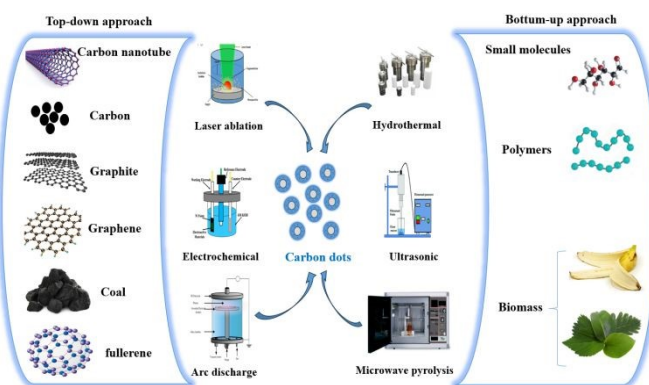 Top-down approach
Bottum-up approach
Carbon nanotube
Carbon
Graphite
Graphene
Coal
fullerene
Laser ablation
Electrochemical
Arc discharge
Carbon dots
Hydrothermal
Ultrasonic
Microwave pyrolysis
Small molecules
Polymers
Biomass